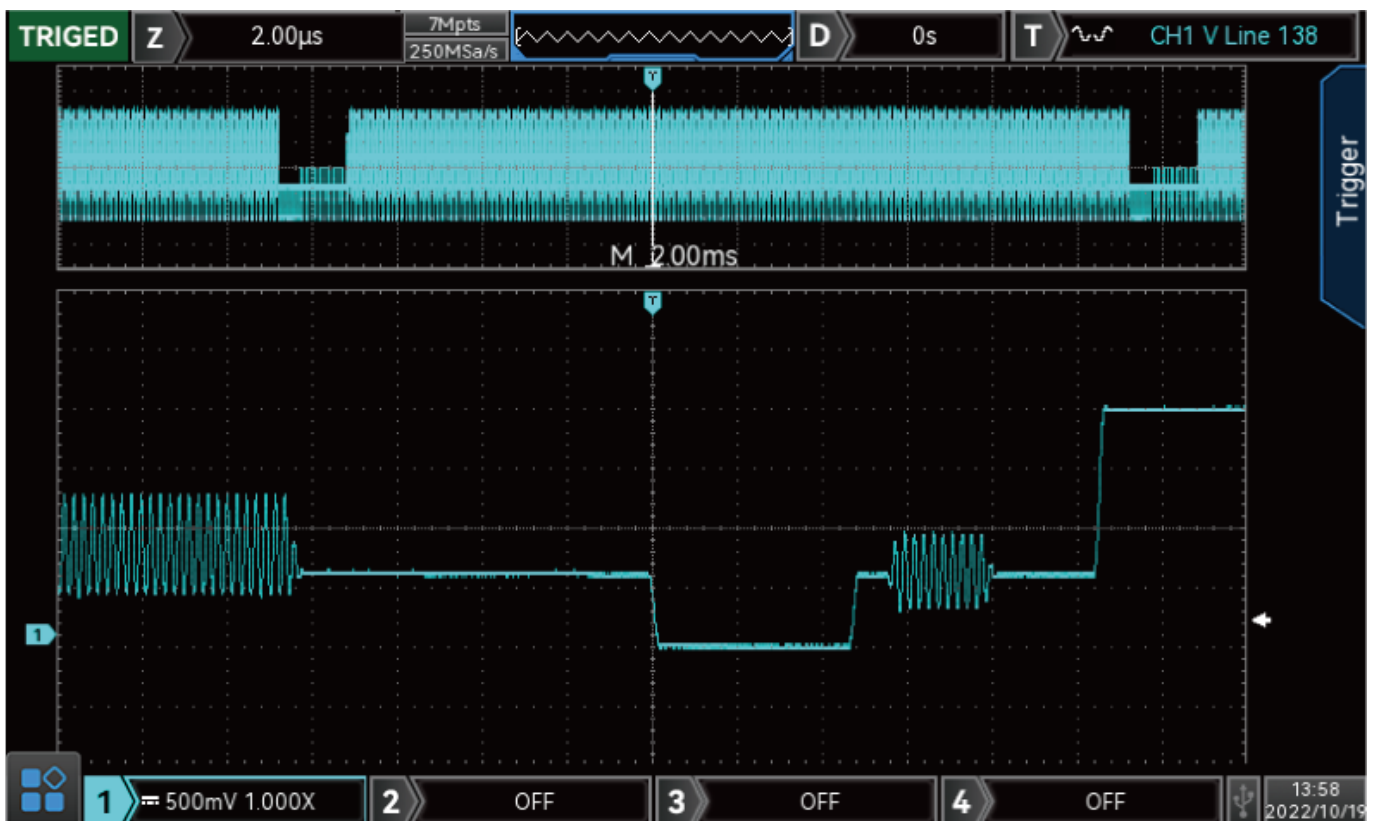 TRIGED Z 2.00µs 7Mpts D 0s T CH1 V Line 138
250MSa/s
T
Trigger
M 2.00ms
T
1
1 500mV 1.000X 2 OFF 3 OFF 4 OFF 13:58
2022/10/19